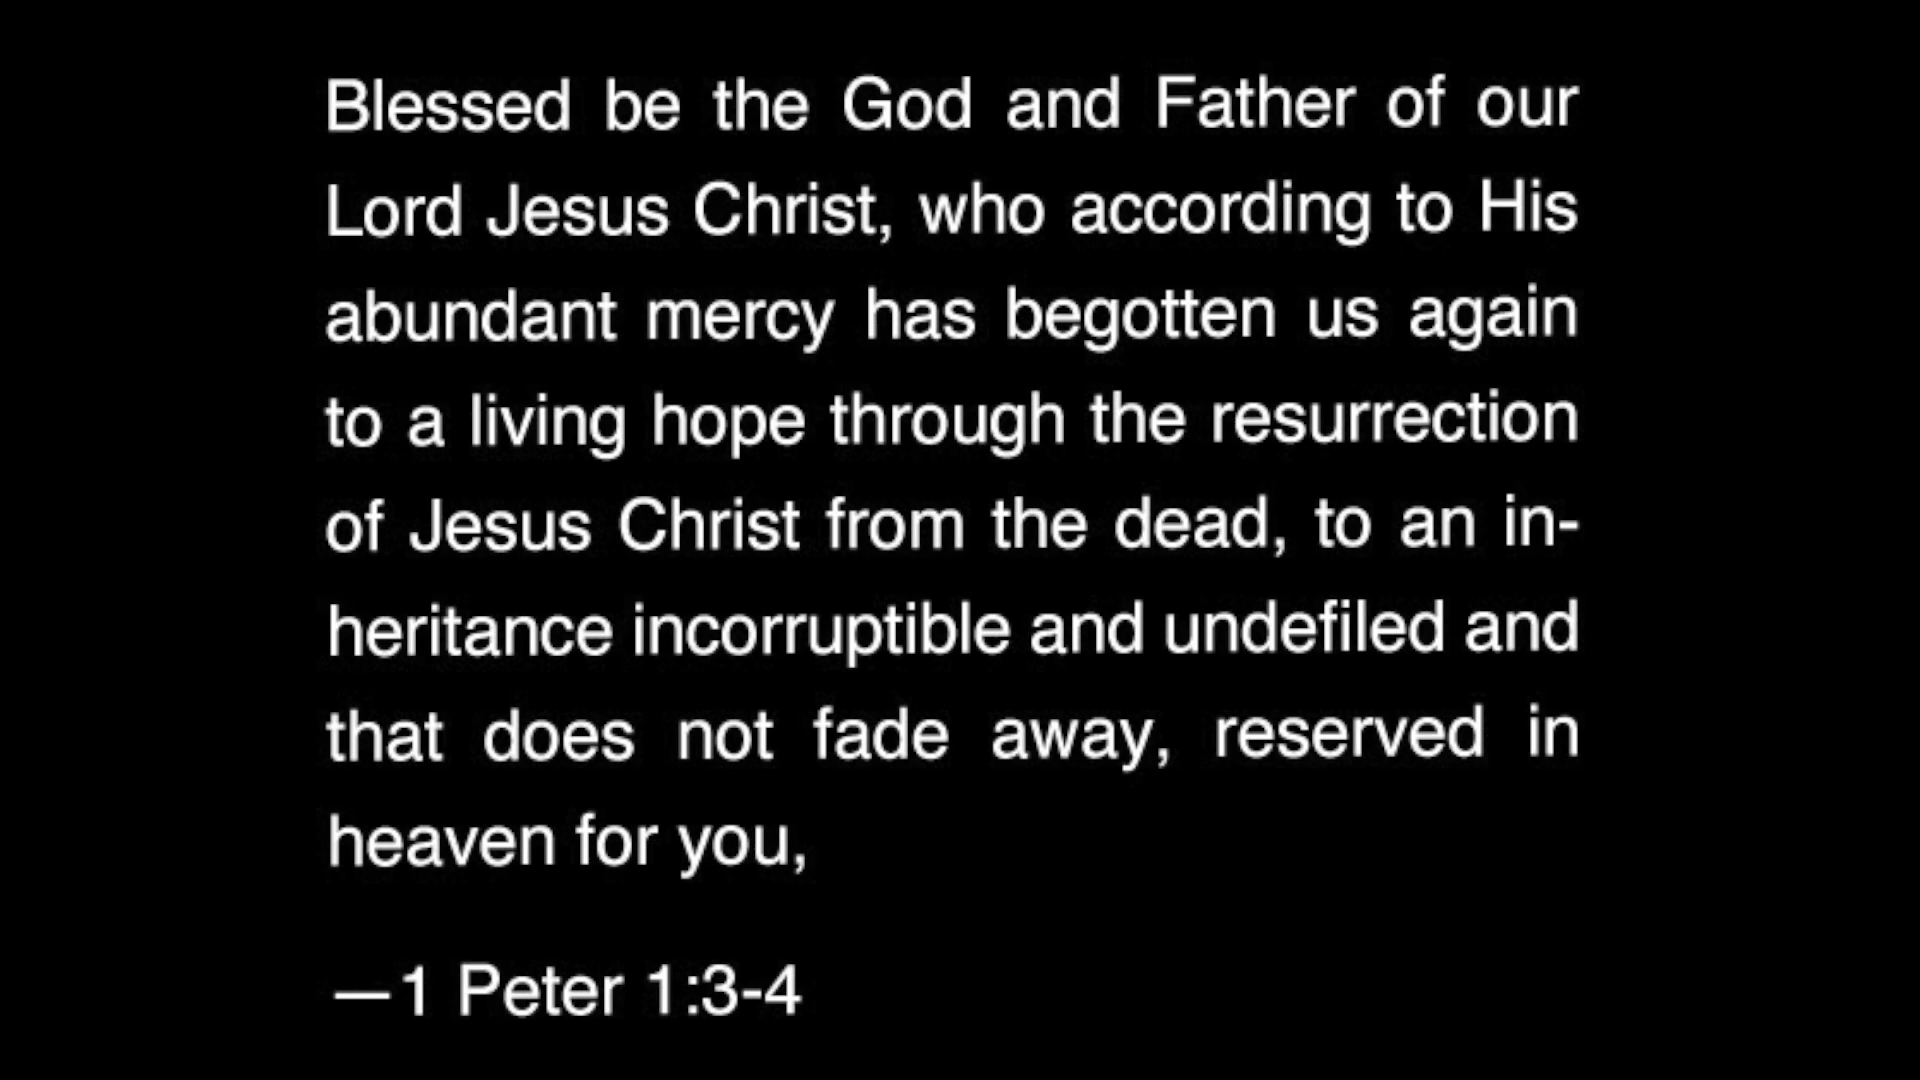 Blessed be the God and Father of our
Lord Jesus Christ, who according to His
abundant mercy has begotten us again
to a living hope through the resurrection
of Jesus Christ from the dead, to an in-
heritance incorruptible and undefiled and
that does not fade away, reserved in
heaven for you,
—1 Peter 1:3-4